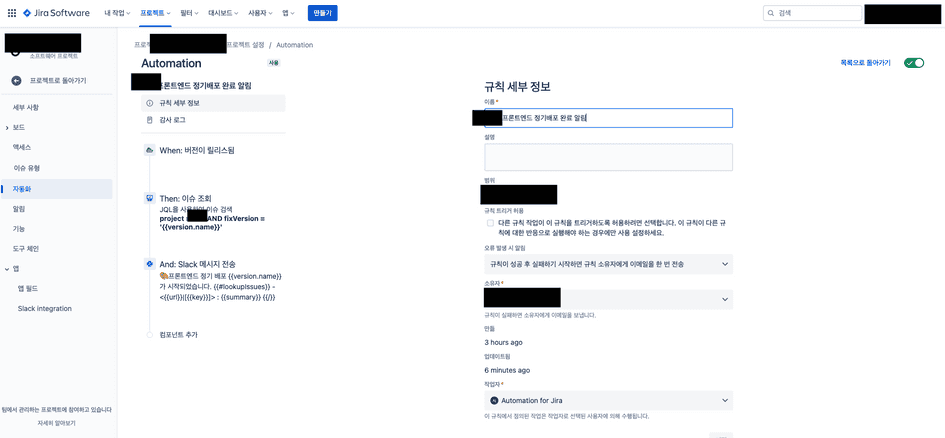 Jira Software
내 작업
프로젝트
필터
대시보드
사용자
앱
만들기
검색
소프트웨어 프로젝트
프로젝트로 돌아가기
세부 사항
보드
액세스
이슈 유형
자동화
알림
기능
도구 체인
앱
앱 필드
Slack integration
팀에서 관리하는 프로젝트에 참여하고 있습니다
자세히 알아보기
프로젝 프로젝트 설정 / Automation
Automation
사용
목록으로 돌아가기
프론트엔드 정기배포 완료 알림
규칙 세부 정보
감사 로그
When: 버전이 릴리스됨
Then: 이슈 조회
JQL을 사용하여 이슈 검색
project = AND fixVersion =
'{{version.name}}'
And: Slack 메시지 전송
🎨프론트엔드 정기 배포 {{version.name}}
가 시작되었습니다. {{#lookupIssues}} -
<{{url}}|[{{key}}]> : {{summary}} {{/}}
컴포넌트 추가
규칙 세부 정보
이름 *
프론트엔드 정기배포 완료 알림
설명
범위
규칙 트리거 허용
다른 규칙 작업이 이 규칙을 트리거하도록 허용하려면 선택합니다. 이 규칙이 다른 규
칙에 대한 반응으로 실행해야 하는 경우에만 사용 설정하세요.
오류 발생 시 알림
규칙이 성공 후 실패하기 시작하면 규칙 소유자에게 이메일을 한 번 전송
소유자 *
규칙이 실패하면 소유자에게 이메일을 보냅니다.
만듦
3 hours ago
업데이트됨
6 minutes ago
작업자 *
Automation for Jira
이 규칙에서 정의된 작업은 작업자로 선택된 사용자에 의해 수행됩니다.